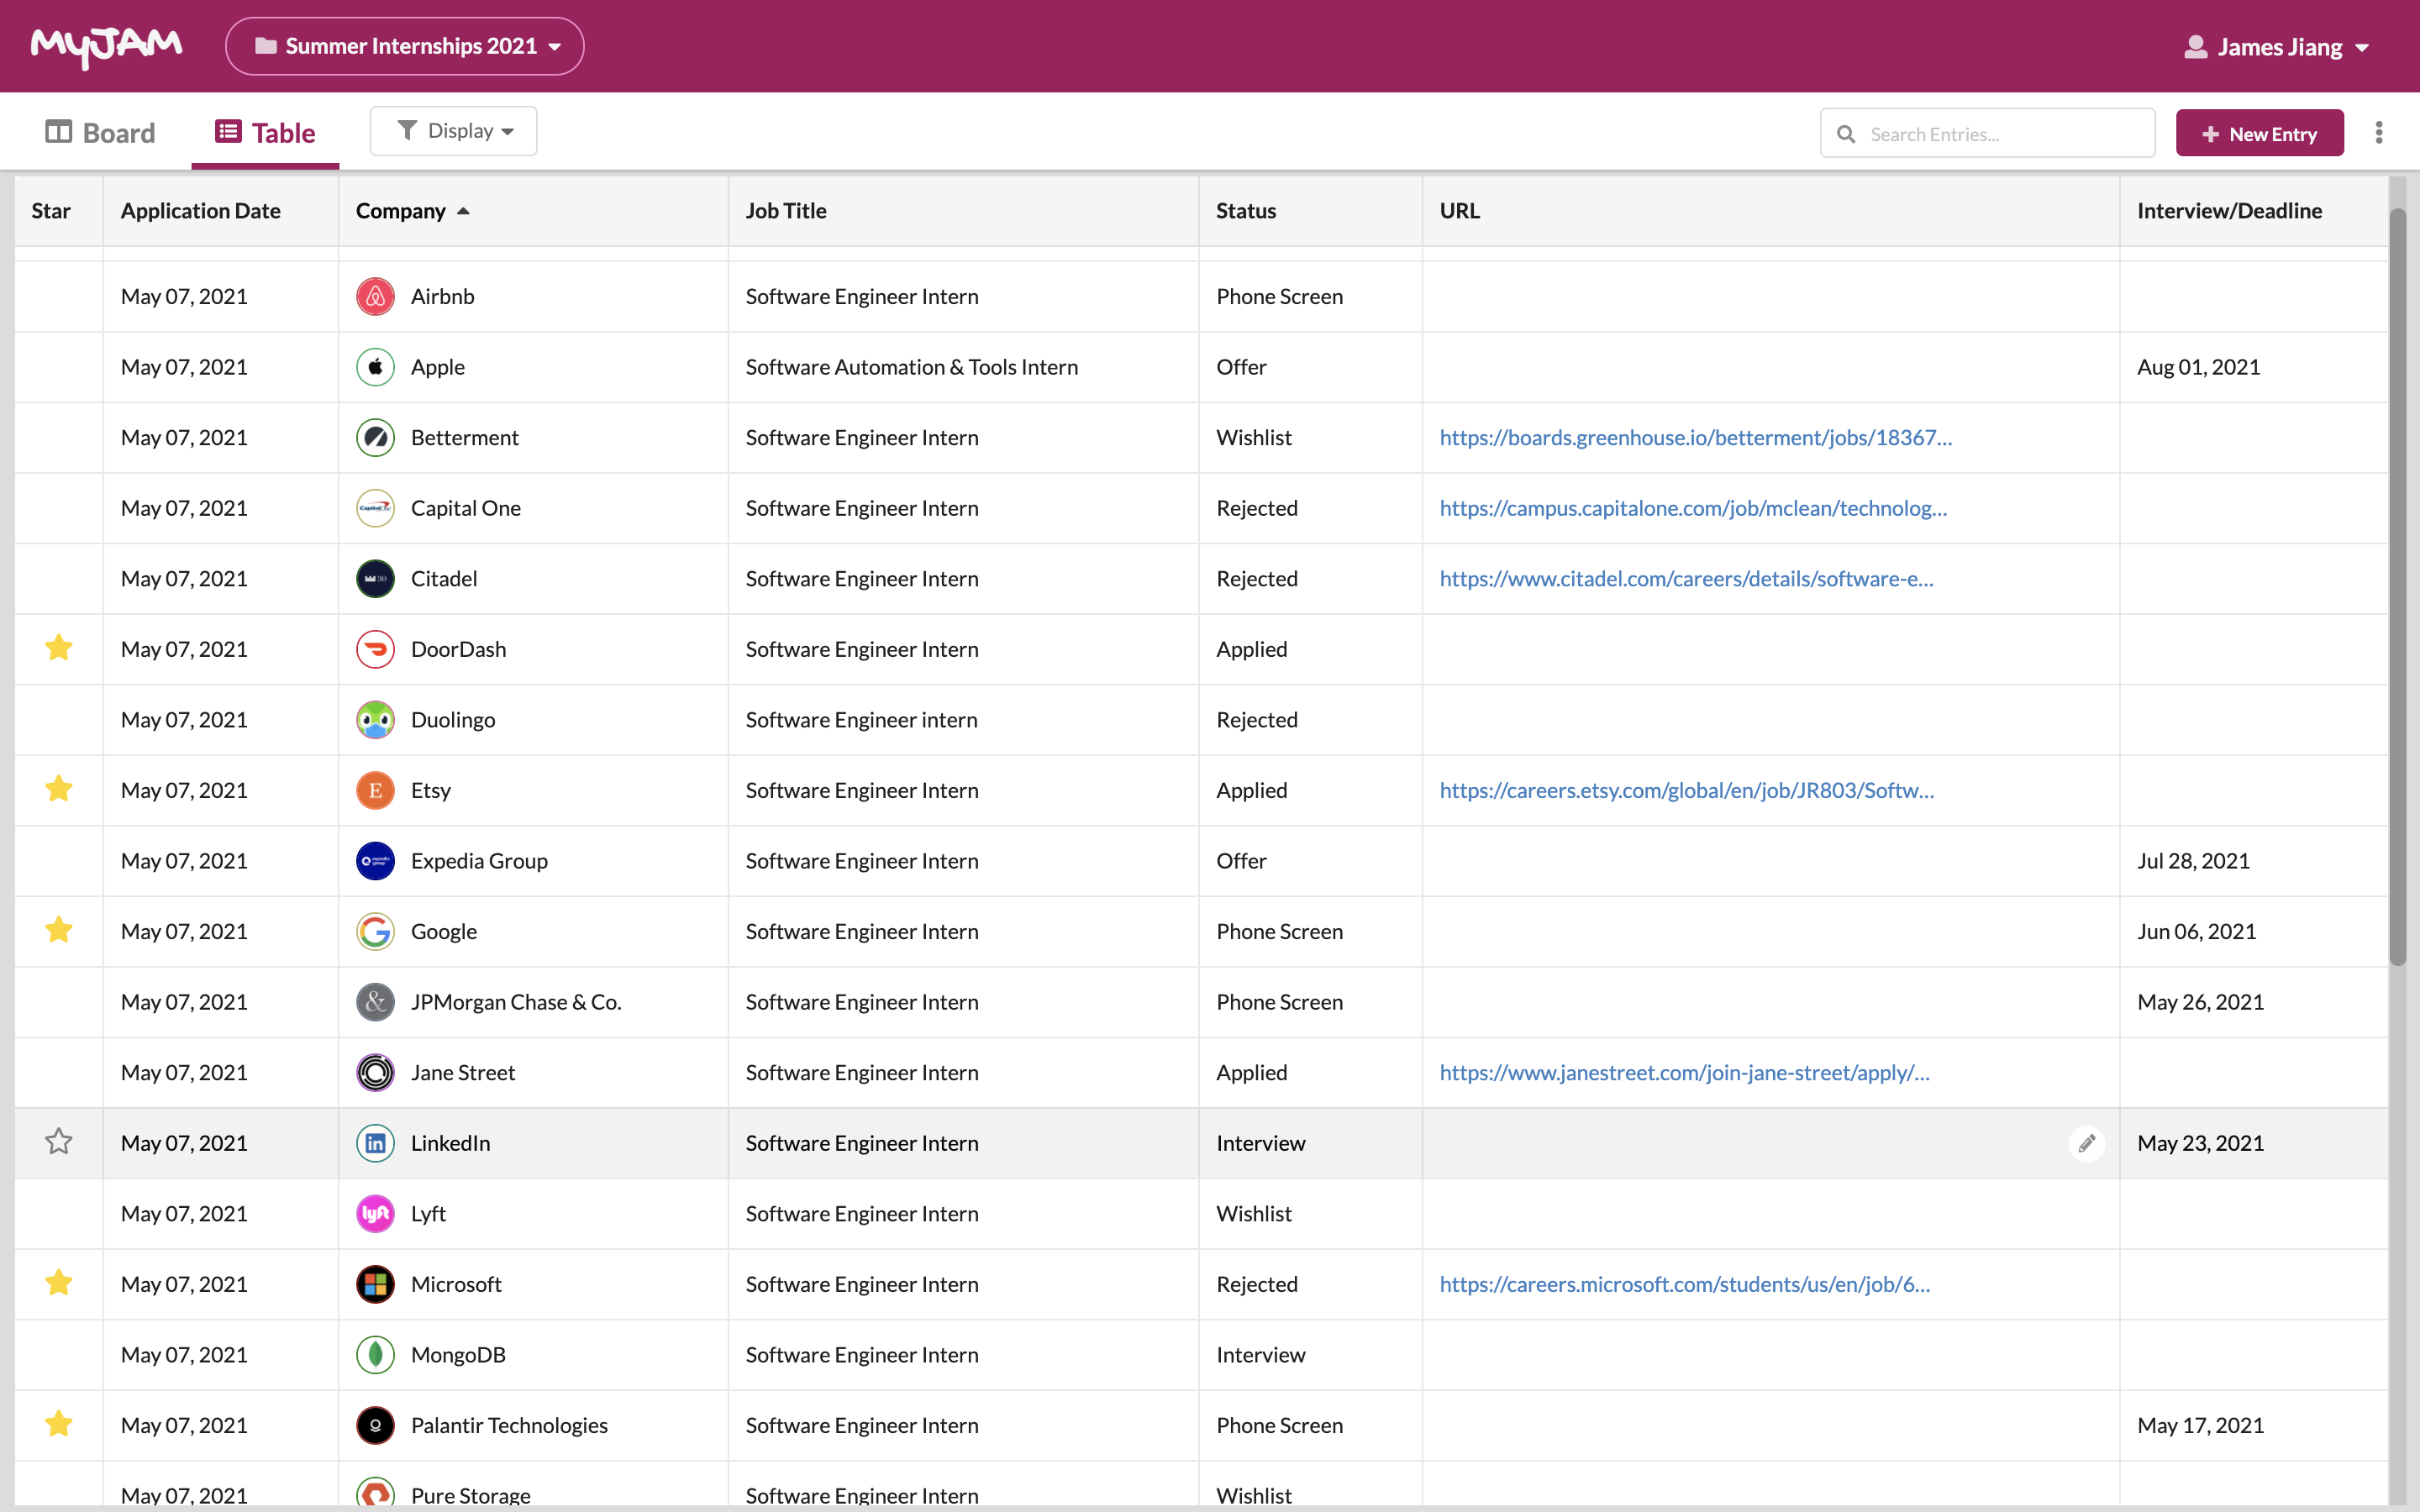 MyJAM Summer Internships 2021 James Jiang
Board Table Display Search Entries... New Entry
Star Application Date Company Job Title Status URL Interview/Deadline
May 07, 2021 Airbnb Software Engineer Intern Phone Screen
May 07, 2021 Apple Software Automation & Tools Intern Offer Aug 01, 2021
May 07, 2021 Betterment Software Engineer Intern Wishlist https://boards.greenhouse.io/betterment/jobs/18367...
May 07, 2021 Capital One Software Engineer Intern Rejected https://campus.capitalone.com/job/mclean/technolog...
May 07, 2021 Citadel Software Engineer Intern Rejected https://www.citadel.com/careers/details/software-e...
May 07, 2021 DoorDash Software Engineer Intern Applied
May 07, 2021 Duolingo Software Engineer intern Rejected
May 07, 2021 E Etsy Software Engineer Intern Applied https://careers.etsy.com/global/en/job/JR803/Softw...
May 07, 2021 Expedia Group Software Engineer Intern Offer Jul 28, 2021
May 07, 2021 Google Software Engineer Intern Phone Screen Jun 06, 2021
May 07, 2021 & JPMorgan Chase & Co. Software Engineer Intern Phone Screen May 26, 2021
May 07, 2021 Jane Street Software Engineer Intern Applied https://www.janestreet.com/join-jane-street/apply/...
May 07, 2021 in LinkedIn Software Engineer Intern Interview May 23, 2021
May 07, 2021 lyft Lyft Software Engineer Intern Wishlist
May 07, 2021 Microsoft Software Engineer Intern Rejected https://careers.microsoft.com/students/us/en/job/6...
May 07, 2021 MongoDB Software Engineer Intern Interview
May 07, 2021 Palantir Technologies Software Engineer Intern Phone Screen May 17, 2021
May 07, 2021 Pure Storage Software Engineer Intern Wishlist